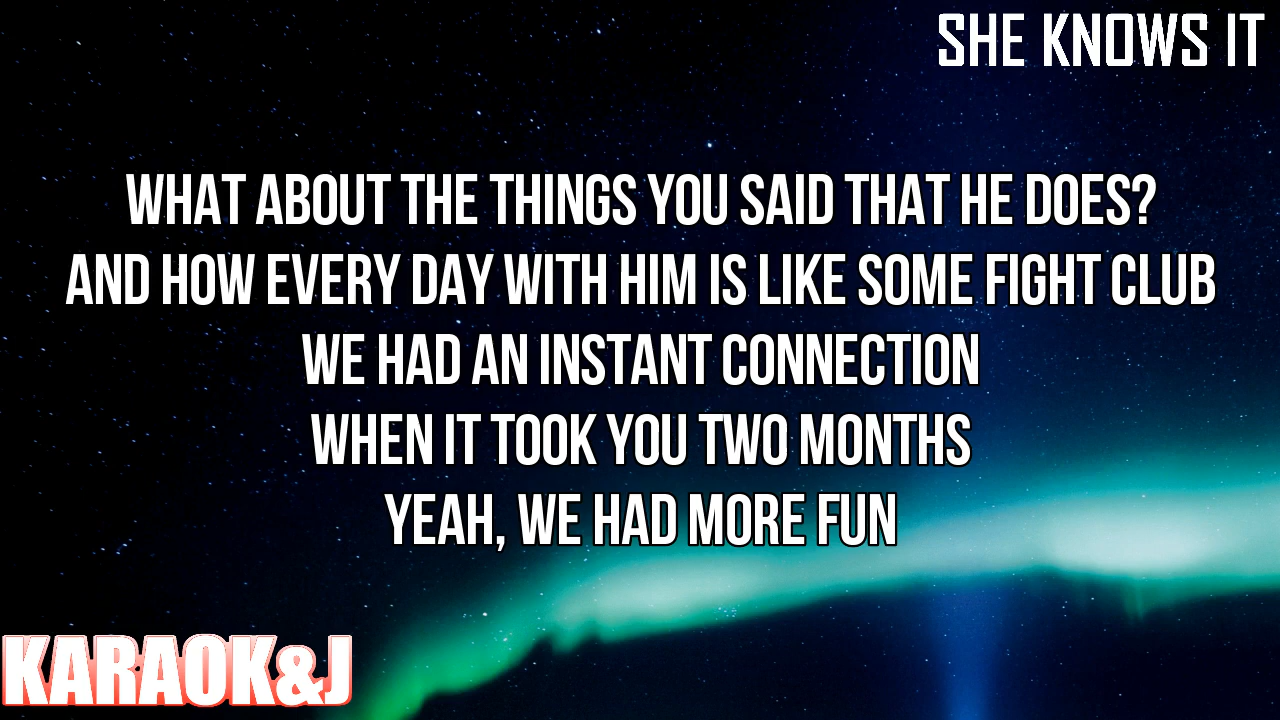 SHE KNOWS IT
WHAT ABOUT THE THINGS YOU SAID THAT HE DOES?
AND HOW EVERY DAY WITH HIM IS LIKE SOME FIGHT CLUB
WE HAD AN INSTANT CONNECTION
WHEN IT TOOK YOU TWO MONTHS
YEAH, WE HAD MORE FUN
KARAOK&J